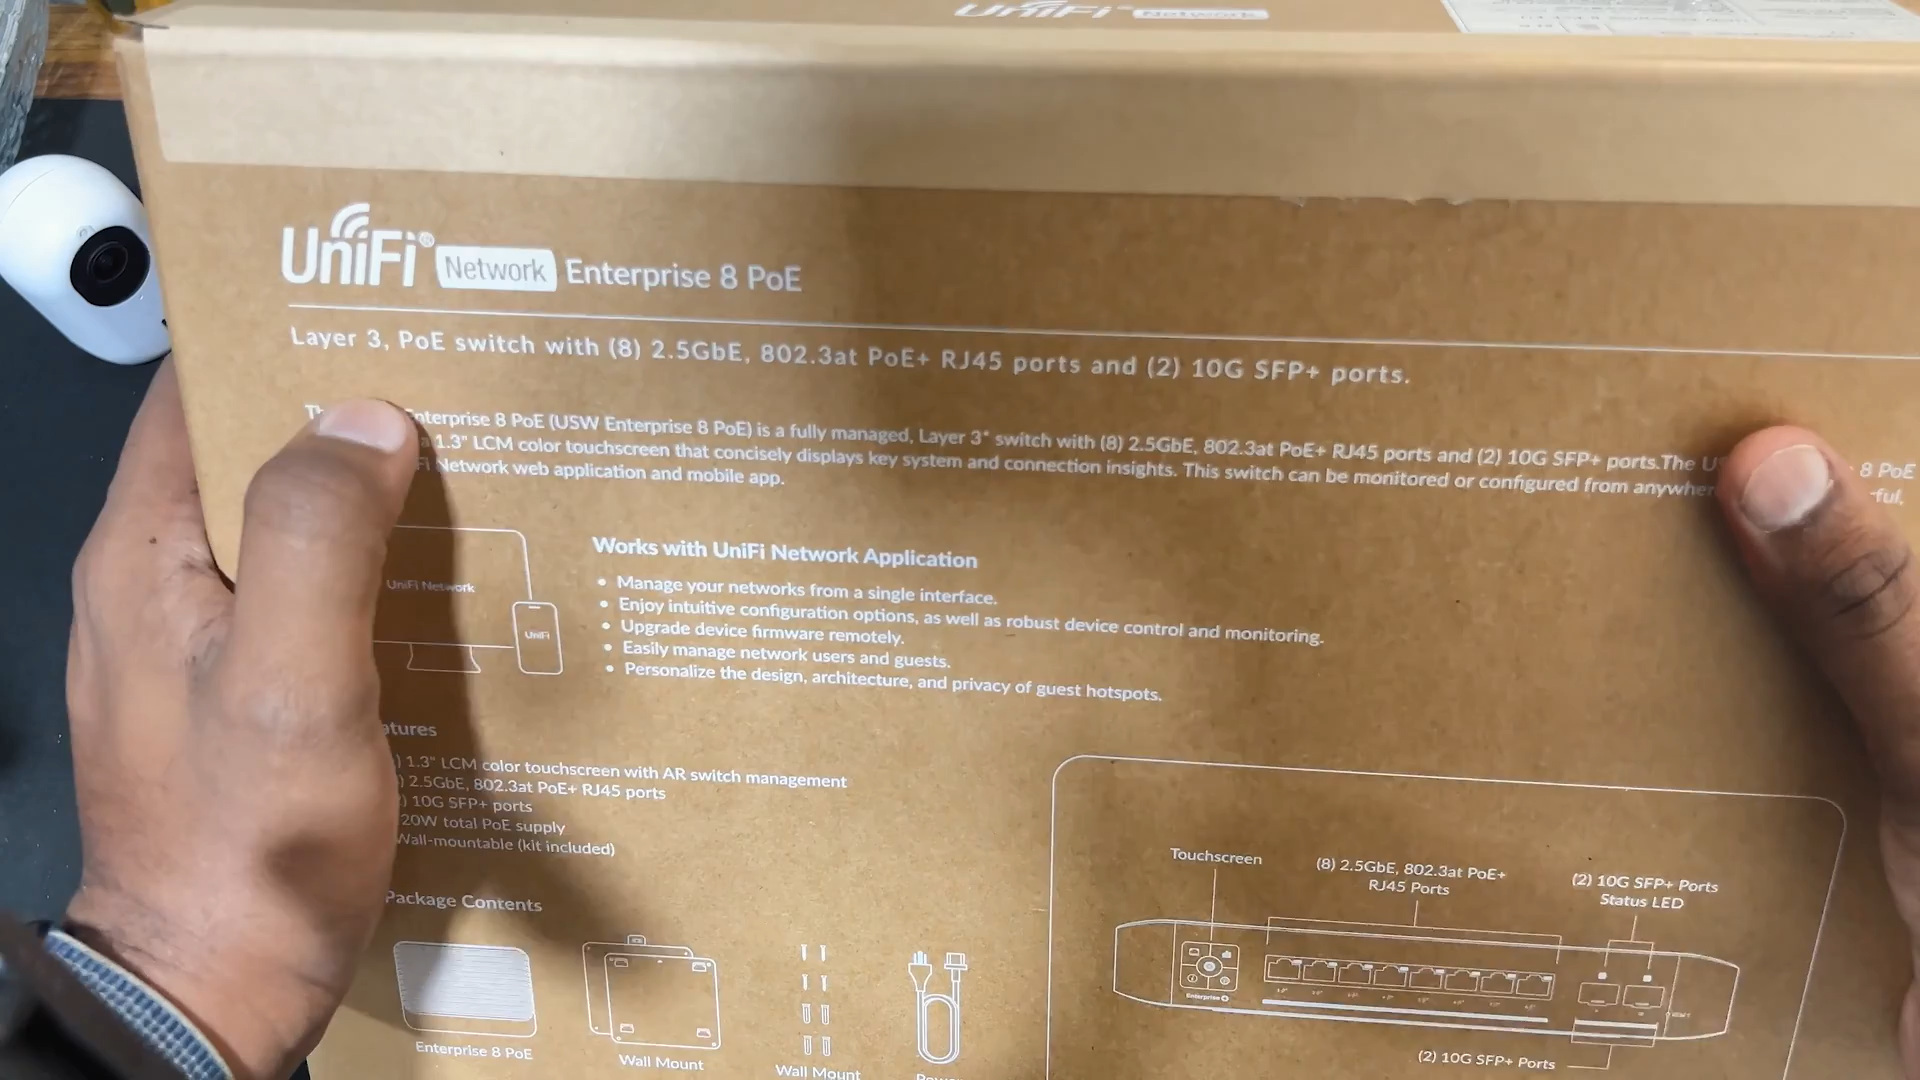 UniFi Network
UniFi® Network Enterprise 8 PoE
Layer 3, PoE switch with (8) 2.5GbE, 802.3at PoE+ RJ45 ports and (2) 10G SFP+ ports.
Enterprise 8 PoE (USW Enterprise 8 PoE) is a fully managed, Layer 3* switch with (8) 2.5GbE, 802.3at PoE+ RJ45 ports and (2) 10G SFP+ ports.The 8 PoE
a 1.3" LCM color touchscreen that concisely displays key system and connection insights. This switch can be monitored or configured from
Network web application and mobile app.
UniFi Network
UniFi
Works with UniFi Network Application
• Manage your networks from a single interface.
• Enjoy intuitive configuration options, as well as robust device control and monitoring.
• Upgrade device firmware remotely.
• Easily manage network users and guests.
• Personalize the design, architecture, and privacy of guest hotspots.
) 1.3" LCM color touchscreen with AR switch management
) 2.5GbE, 802.3at PoE+ RJ45 ports
) 10G SFP+ ports
20W total PoE supply
Wall-mountable (kit included)
Package Contents
Enterprise 8 PoE
Wall Mount
Wall Mount
Touchscreen
(8) 2.5GbE, 802.3at PoE+
RJ45 Ports
(2) 10G SFP+ Ports
Status LED
Enterprise
(2) 10G SFP+ Ports